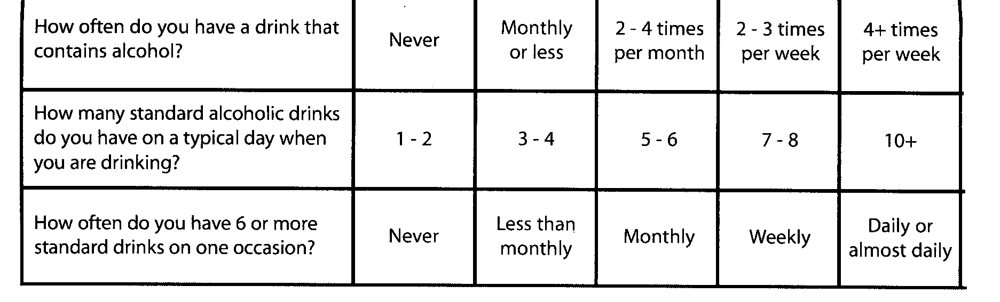 How often do you have a drink that
contains alcohol?
Never
Monthly
or less
2 - 4 times
per month
2 - 3 times
per week
4+ times
per week
How many standard alcoholic drinks
do you have on a typical day when
you are drinking?
1 - 2
3 - 4
5 - 6
7 - 8
10+
How often do you have 6 or more
standard drinks on one occasion?
Never
Less than
monthly
Monthly
Weekly
Daily or
almost daily